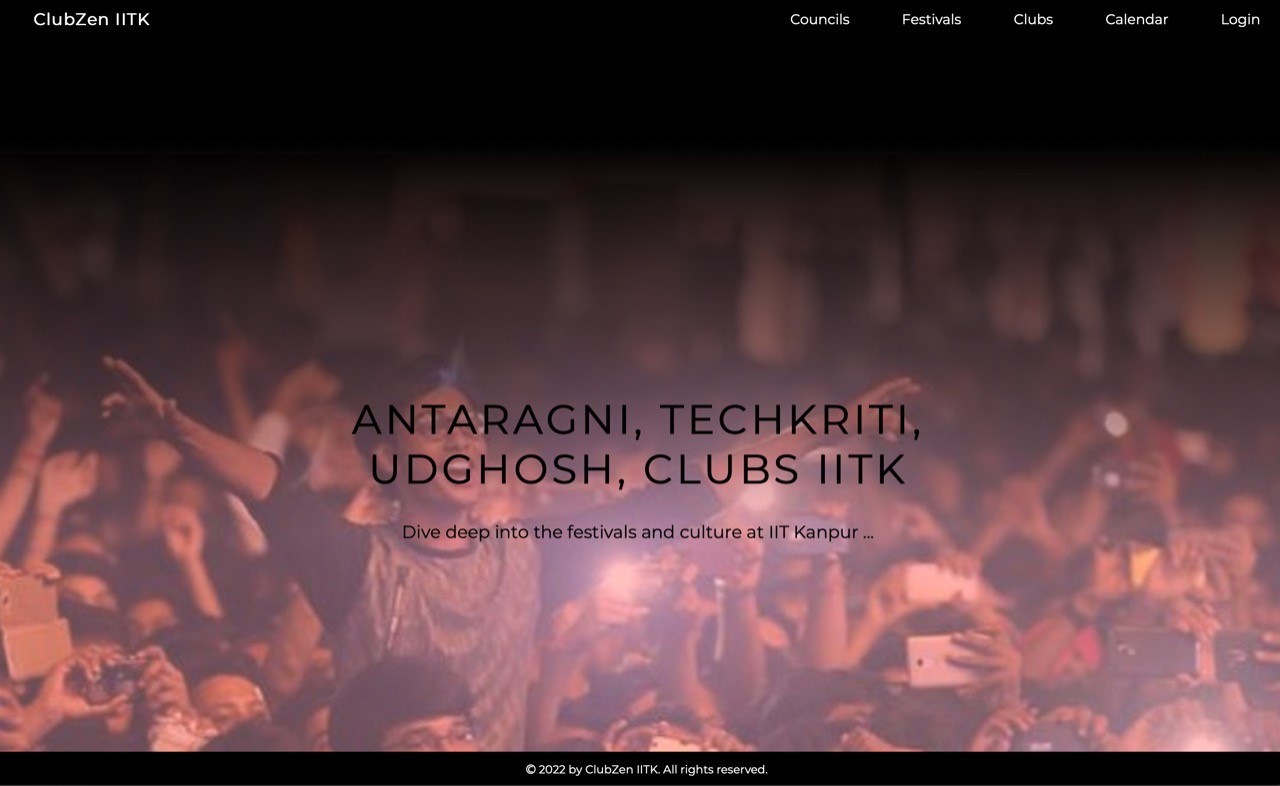 ClubZen IITK
Councils Festivals Clubs Calendar Login
ANTARAGNI, TECHKRITI,
UDGHOSH, CLUBS IITK
Dive deep into the festivals and culture at IIT Kanpur ...
© 2022 by ClubZen IITK. All rights reserved.